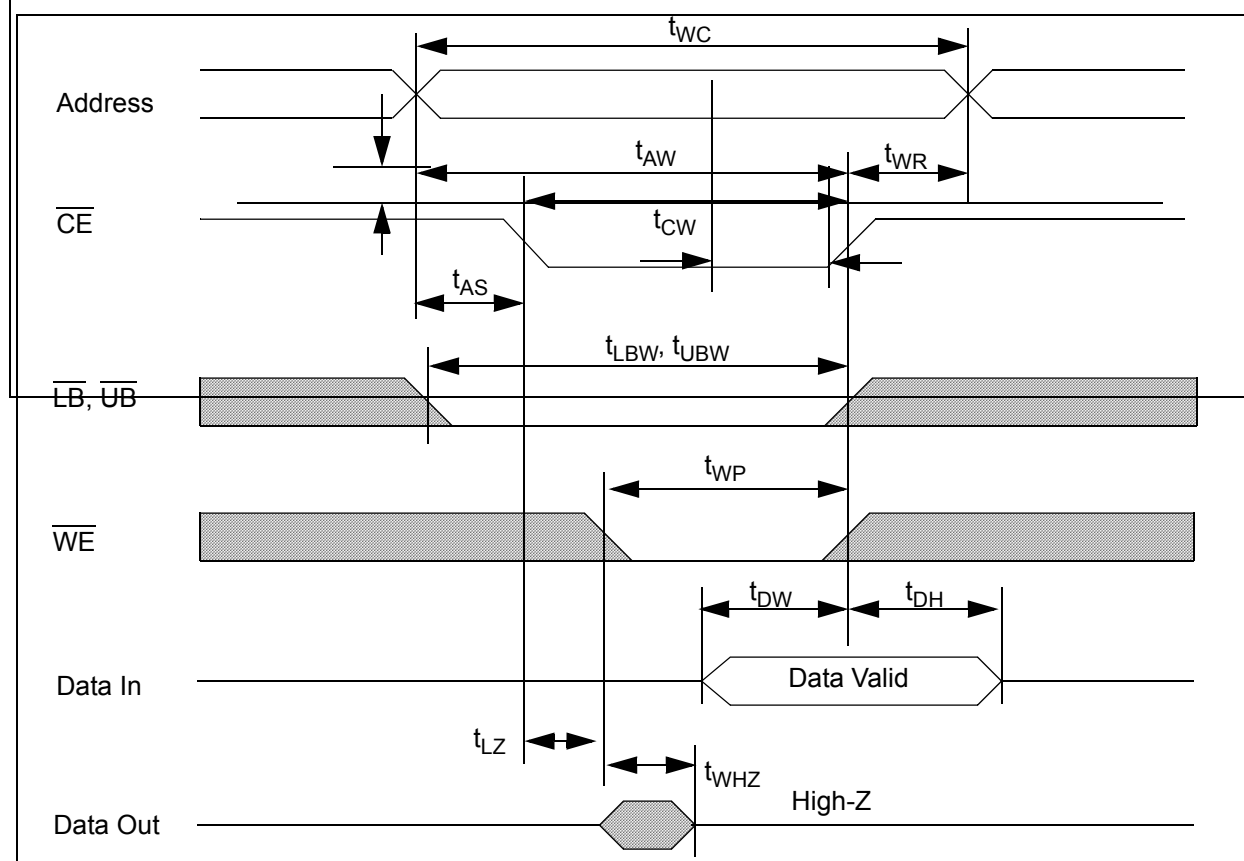 tWC
Address
tAW
tWR
CE
tCW
tAS
tLBW, tUBW
LB, UB
tWP
WE
tDW
tDH
Data In
Data Valid
tLZ
tWHZ
High-Z
Data Out